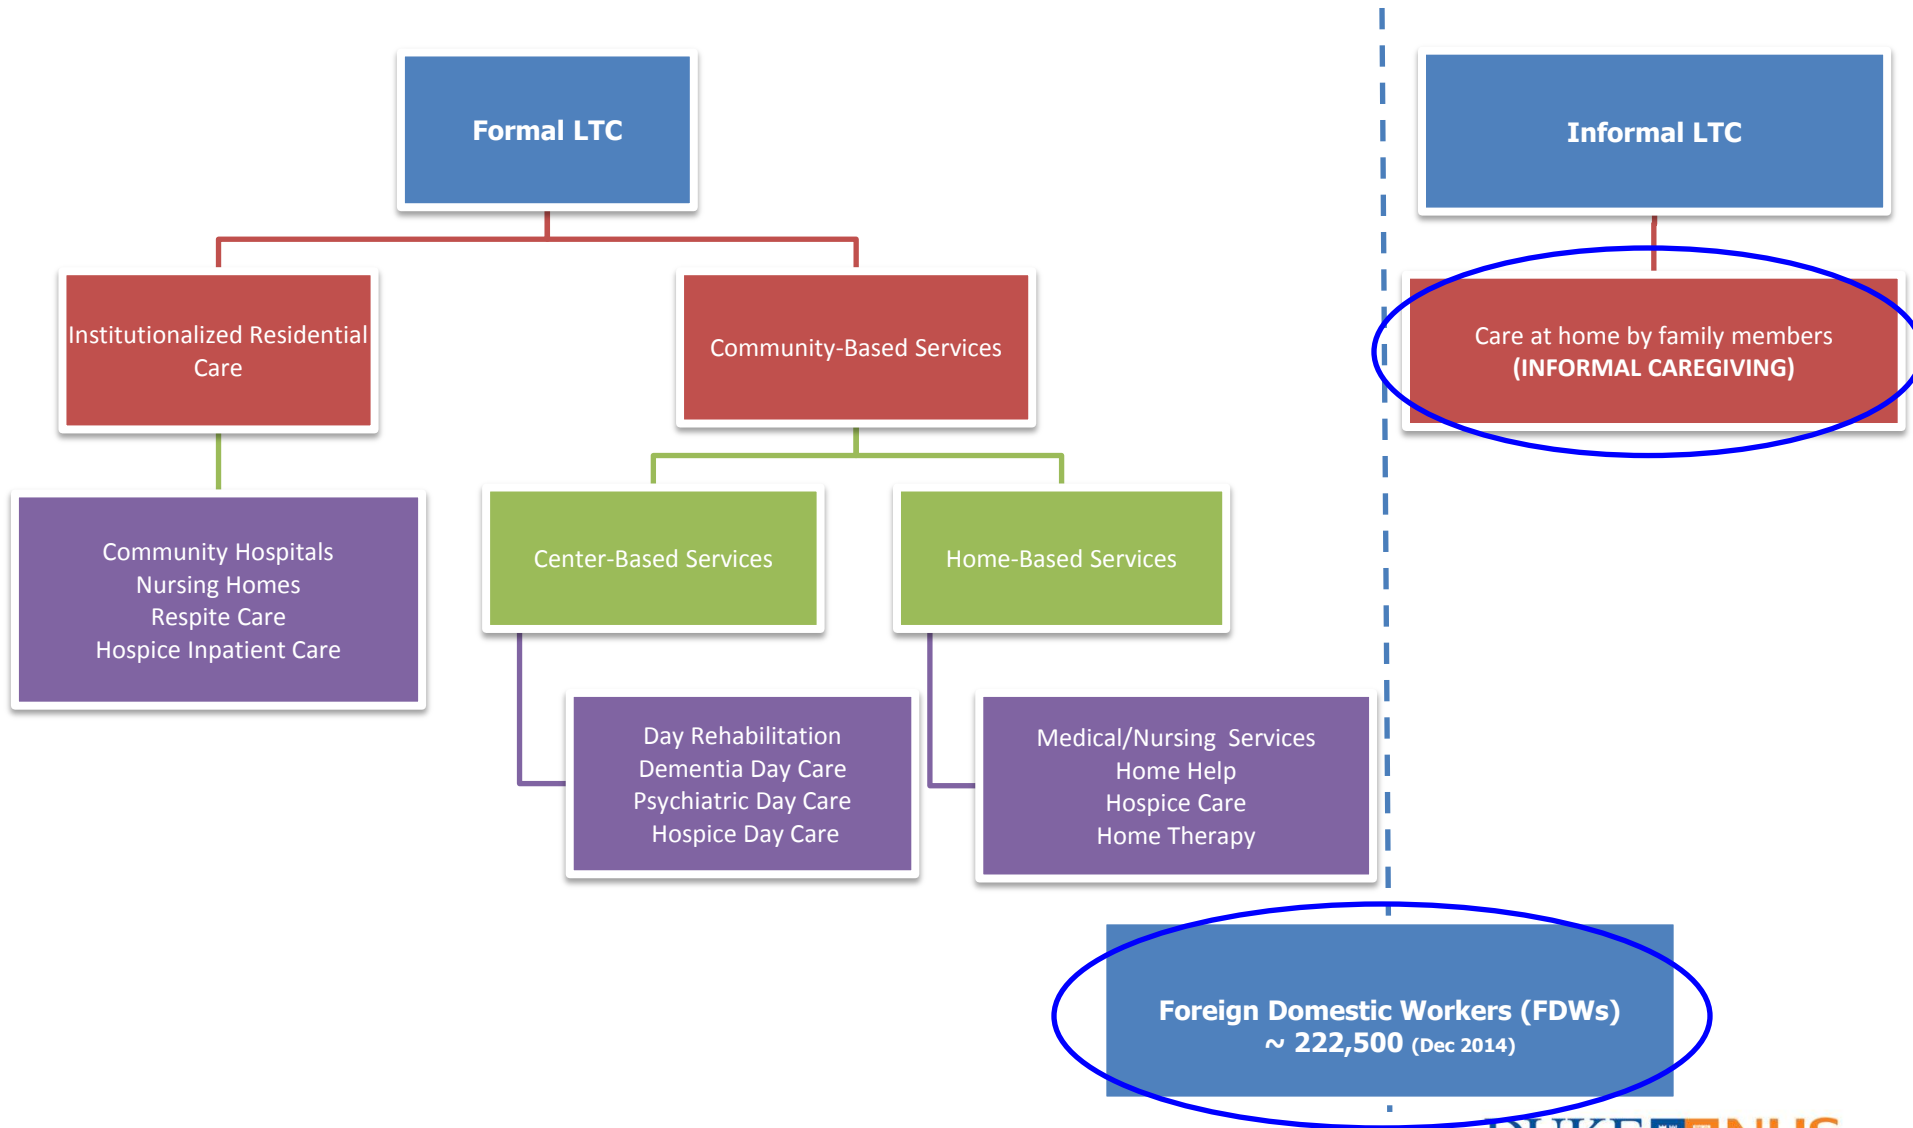 Formal LTC
Informal LTC
Institutionalized Residential
Care
Community-Based Services
Care at home by family members
(INFORMAL CAREGIVING)
Community Hospitals
Nursing Homes
Respite Care
Hospice Inpatient Care
Center-Based Services
Home-Based Services
Day Rehabilitation
Dementia Day Care
Psychiatric Day Care
Hospice Day Care
Medical/Nursing Services
Home Help
Hospice Care
Home Therapy
Foreign Domestic Workers (FDWs)
~ 222,500 (Dec 2014)
DUKE NUS